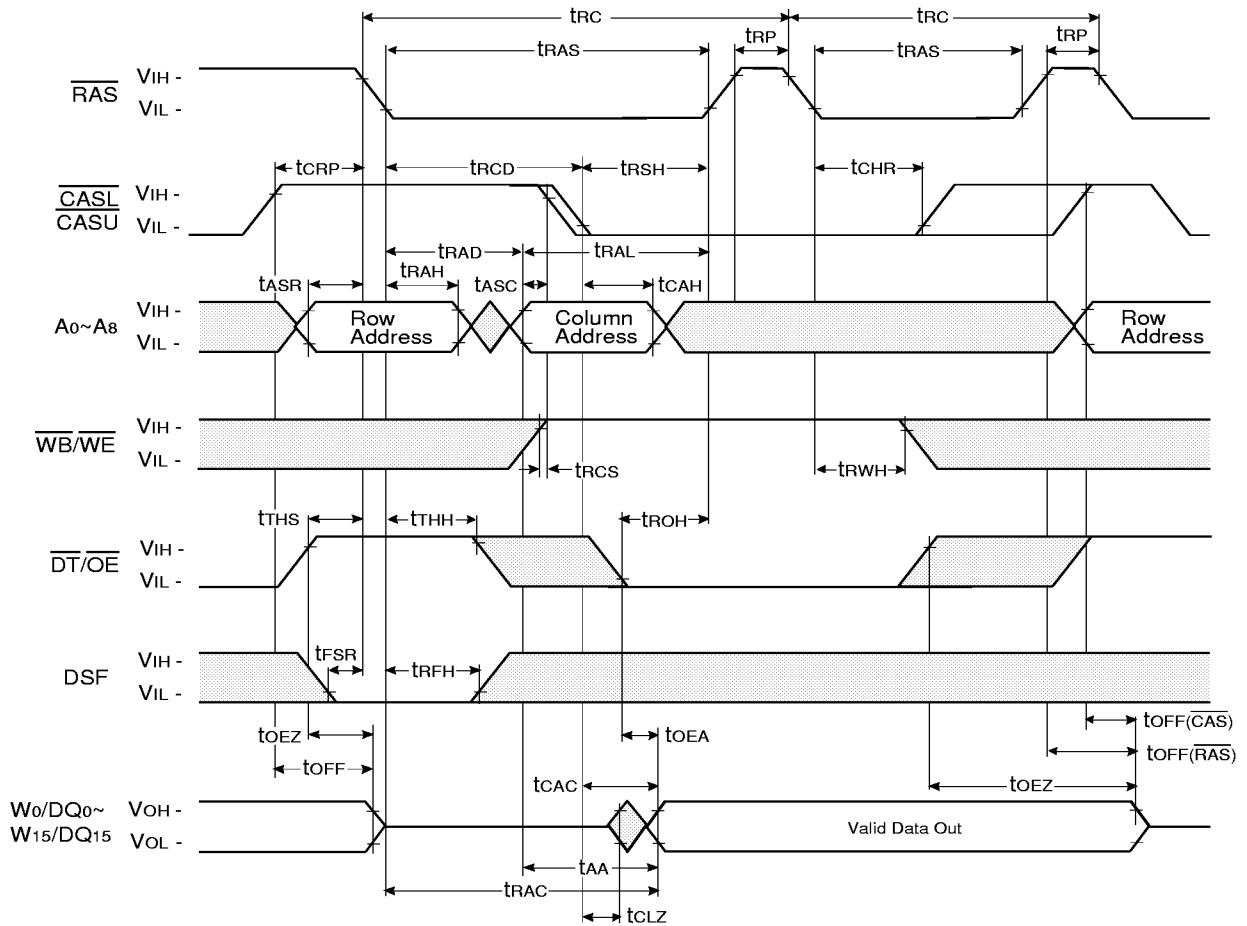 tRC tRC
tRAS tRP tRAS tRP
RAS VIH -
VIL -
tCRP tRCD tRSH tCHR
CASL VIH -
CASU VIL -
tRAD tRAL
tASR tRAH tASC tCAH
A0~A8 VIH -
VIL -
Row Address
Column Address
Row Address
WB/WE VIH -
VIL -
tRCS tRWH
tTHS tTHH tROH
DT/OE VIH -
VIL -
tFSR tRFH
DSF VIH -
VIL -
tOEZ tOEA tOFF(CAS)
tOFF tCAC tOEZ tOFF(RAS)
W0/DQ0~ VOH -
W15/DQ15 VOL -
Valid Data Out
tAA
tRAC
tCLZ